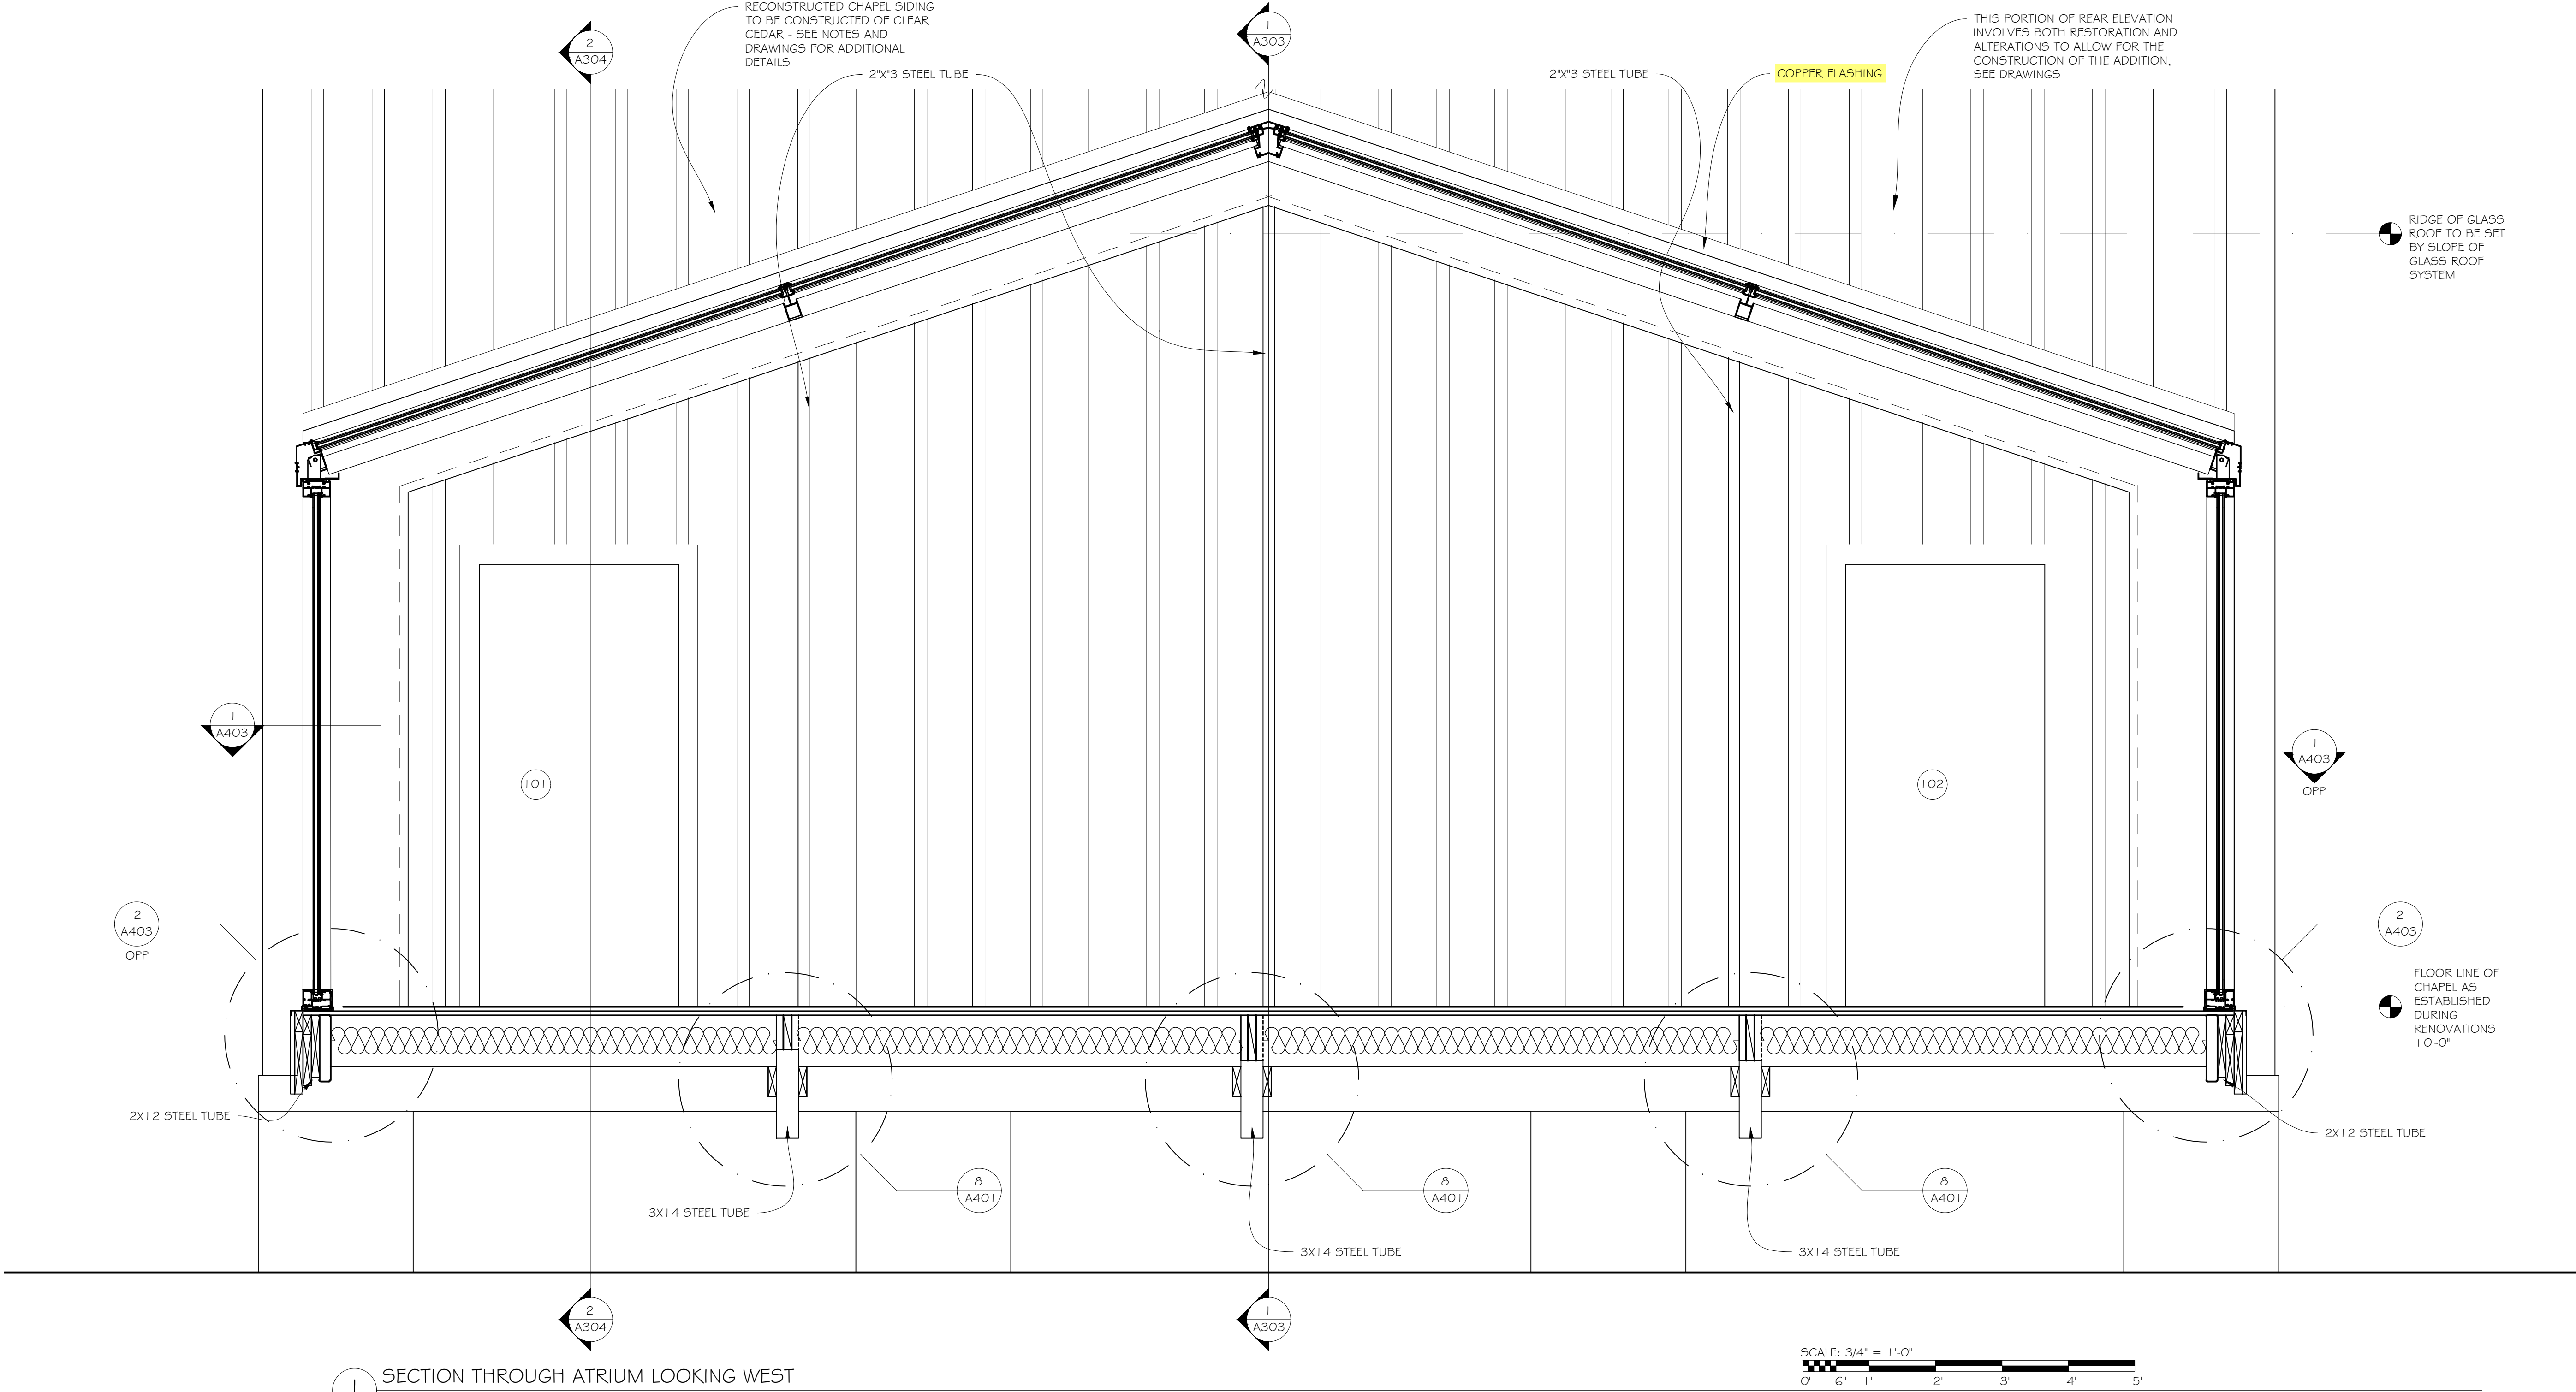 RECONSTRUCTED CHAPEL SIDING
TO BE CONSTRUCTED OF CLEAR
CEDAR - SEE NOTES AND
DRAWINGS FOR ADDITIONAL
DETAILS
2
A304
1
A303
2"X"3 STEEL TUBE
2"X"3 STEEL TUBE
COPPER FLASHING
THIS PORTION OF REAR ELEVATION
INVOLVES BOTH RESTORATION AND
ALTERATIONS TO ALLOW FOR THE
CONSTRUCTION OF THE ADDITION,
SEE DRAWINGS
RIDGE OF GLASS
ROOF TO BE SET
BY SLOPE OF
GLASS ROOF
SYSTEM
1
A403
1
A403
OPP
101
102
2
A403
OPP
2
A403
FLOOR LINE OF
CHAPEL AS
ESTABLISHED
DURING
RENOVATIONS
+0'-0"
2X12 STEEL TUBE
2X12 STEEL TUBE
8
A401
8
A401
8
A401
3X14 STEEL TUBE
3X14 STEEL TUBE
3X14 STEEL TUBE
2
A304
1
A303
1
SECTION THROUGH ATRIUM LOOKING WEST
SCALE: 3/4" = 1'-0"
0' 6" 1' 2' 3' 4' 5'